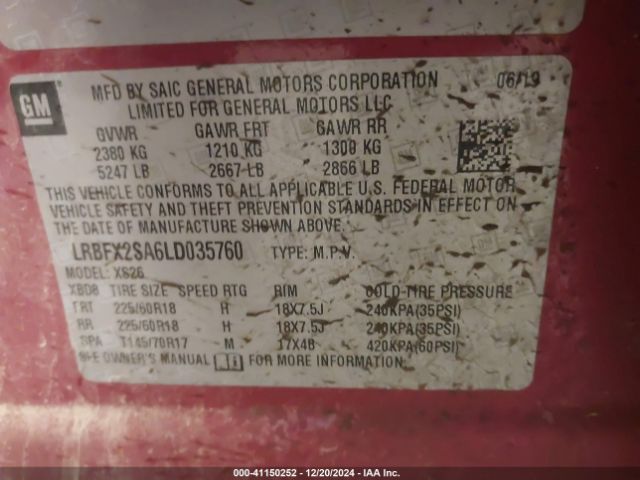 GM
MFD BY SAIC GENERAL MOTORS CORPORATION 06/19
LIMITED FOR GENERAL MOTORS LLC
GVWR GAWR FRT GAWR RR
2380 KG 1210 KG 1300 KG
5247 LB 2667 LB 2866 LB
THIS VEHICLE CONFORMS TO ALL APPLICABLE U.S. FEDERAL MOTOR
VEHICLE SAFETY AND THEFT PREVENTION STANDARDS IN EFFECT ON
THE DATE OF MANUFACTURE SHOWN ABOVE.
LRBFX2SA6LD035760 TYPE: M.P.V.
MODEL: X626
XBD8 TIRE SIZE SPEED RTG RIM COLD TIRE PRESSURE
FRT 225/60R18 H 18X7.5J 240KPA(35PSI)
RR 225/60R18 H 18X7.5J 240KPA(35PSI)
SPA T145/70R17 M 17X4B 420KPA(60PSI)
SEE OWNER'S MANUAL FOR MORE INFORMATION.
000-41150252 - 12/20/2024 - IAA Inc.